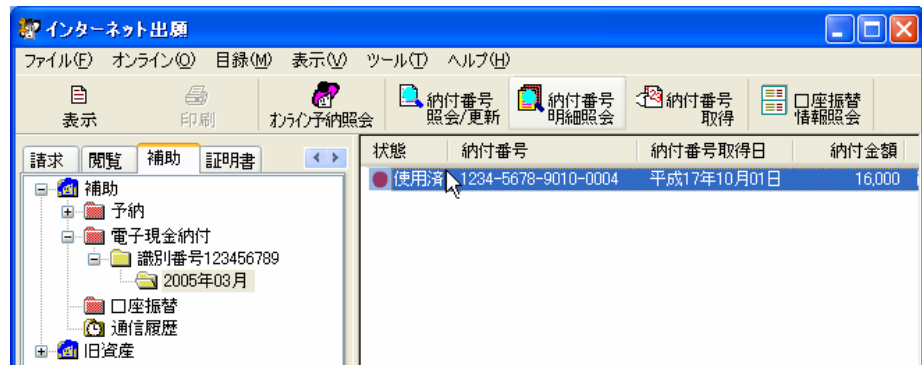 インターネット出願
ファイル(F) オンライン(O) 目録(M) 表示(V) ツール(T) ヘルプ(H)
表示
印刷
オンライン予納照会
納付番号
照会/更新
納付番号
明細照会
納付番号
取得
口座振替
情報照会
請求 閲覧 補助 証明書
状態 納付番号 納付番号取得日 納付金額
使用済 1234-5678-9010-0004 平成17年10月01日 16,000
補助
予納
電子現金納付
識別番号123456789
2005年03月
口座振替
通信履歴
旧資産